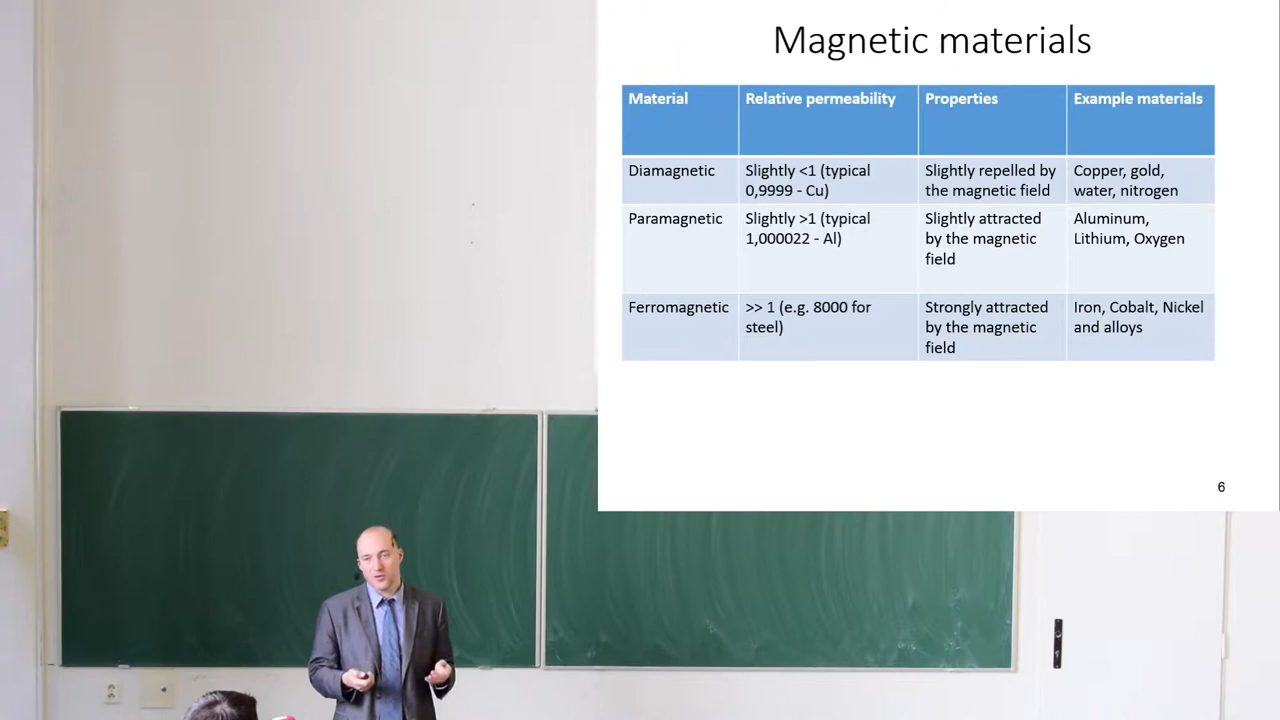 Magnetic materials
Material
Relative permeability
Properties
Example materials
Diamagnetic
Slightly <1 (typical
0,9999 - Cu)
Slightly repelled by
the magnetic field
Copper, gold,
water, nitrogen
Paramagnetic
Slightly >1 (typical
1,000022 - Al)
Slightly attracted
by the magnetic
field
Aluminum,
Lithium, Oxygen
Ferromagnetic
>> 1 (e.g. 8000 for
steel)
Strongly attracted
by the magnetic
field
Iron, Cobalt, Nickel
and alloys
6